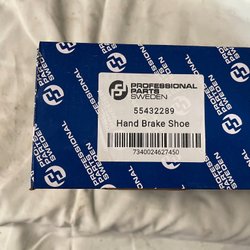 PROFESSIONAL
PARTS
SWEDEN
55432289
Hand Brake Shoe
7340024627450